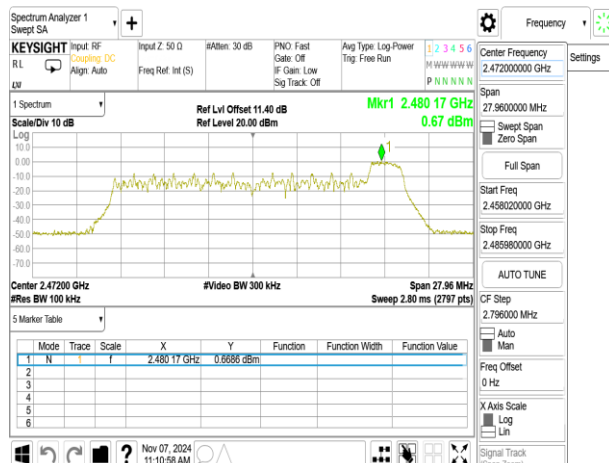 Spectrum Analyzer 1
Swept SA
Frequency
KEYSIGHT
Input: RF
Coupling: DC
Align: Auto
Input Z: 50 Ω
Freq Ref: Int (S)
#Atten: 30 dB
PNO: Fast
Gate: Off
IF Gain: Low
Sig Track: Off
Avg Type: Log-Power
Trig: Free Run
1 2 3 4 5 6
M W W W W W
P N N N N N
RL
LXI
Center Frequency
2.472000000 GHz
Settings
Span
27.9600000 MHz
Swept Span
Zero Span
Full Span
Start Freq
2.458020000 GHz
Stop Freq
2.485980000 GHz
AUTO TUNE
CF Step
2.796000 MHz
Auto
Man
Freq Offset
0 Hz
X Axis Scale
Log
Lin
Signal Track
1 Spectrum
Scale/Div 10 dB
Ref Lvl Offset 11.40 dB
Ref Level 20.00 dBm
Mkr1 2.480 17 GHz
0.67 dBm
Log
10.0
0.00
-10.0
-20.0
-30.0
-40.0
-50.0
-60.0
-70.0
1
Center 2.47200 GHz
#Res BW 100 kHz
#Video BW 300 kHz
Span 27.96 MHz
Sweep 2.80 ms (2797 pts)
5 Marker Table
Mode Trace Scale X Y Function Function Width Function Value
1 N 1 f 2.480 17 GHz 0.6686 dBm
2
3
4
5
6
?
Nov 07, 2024
11:10:58 AM